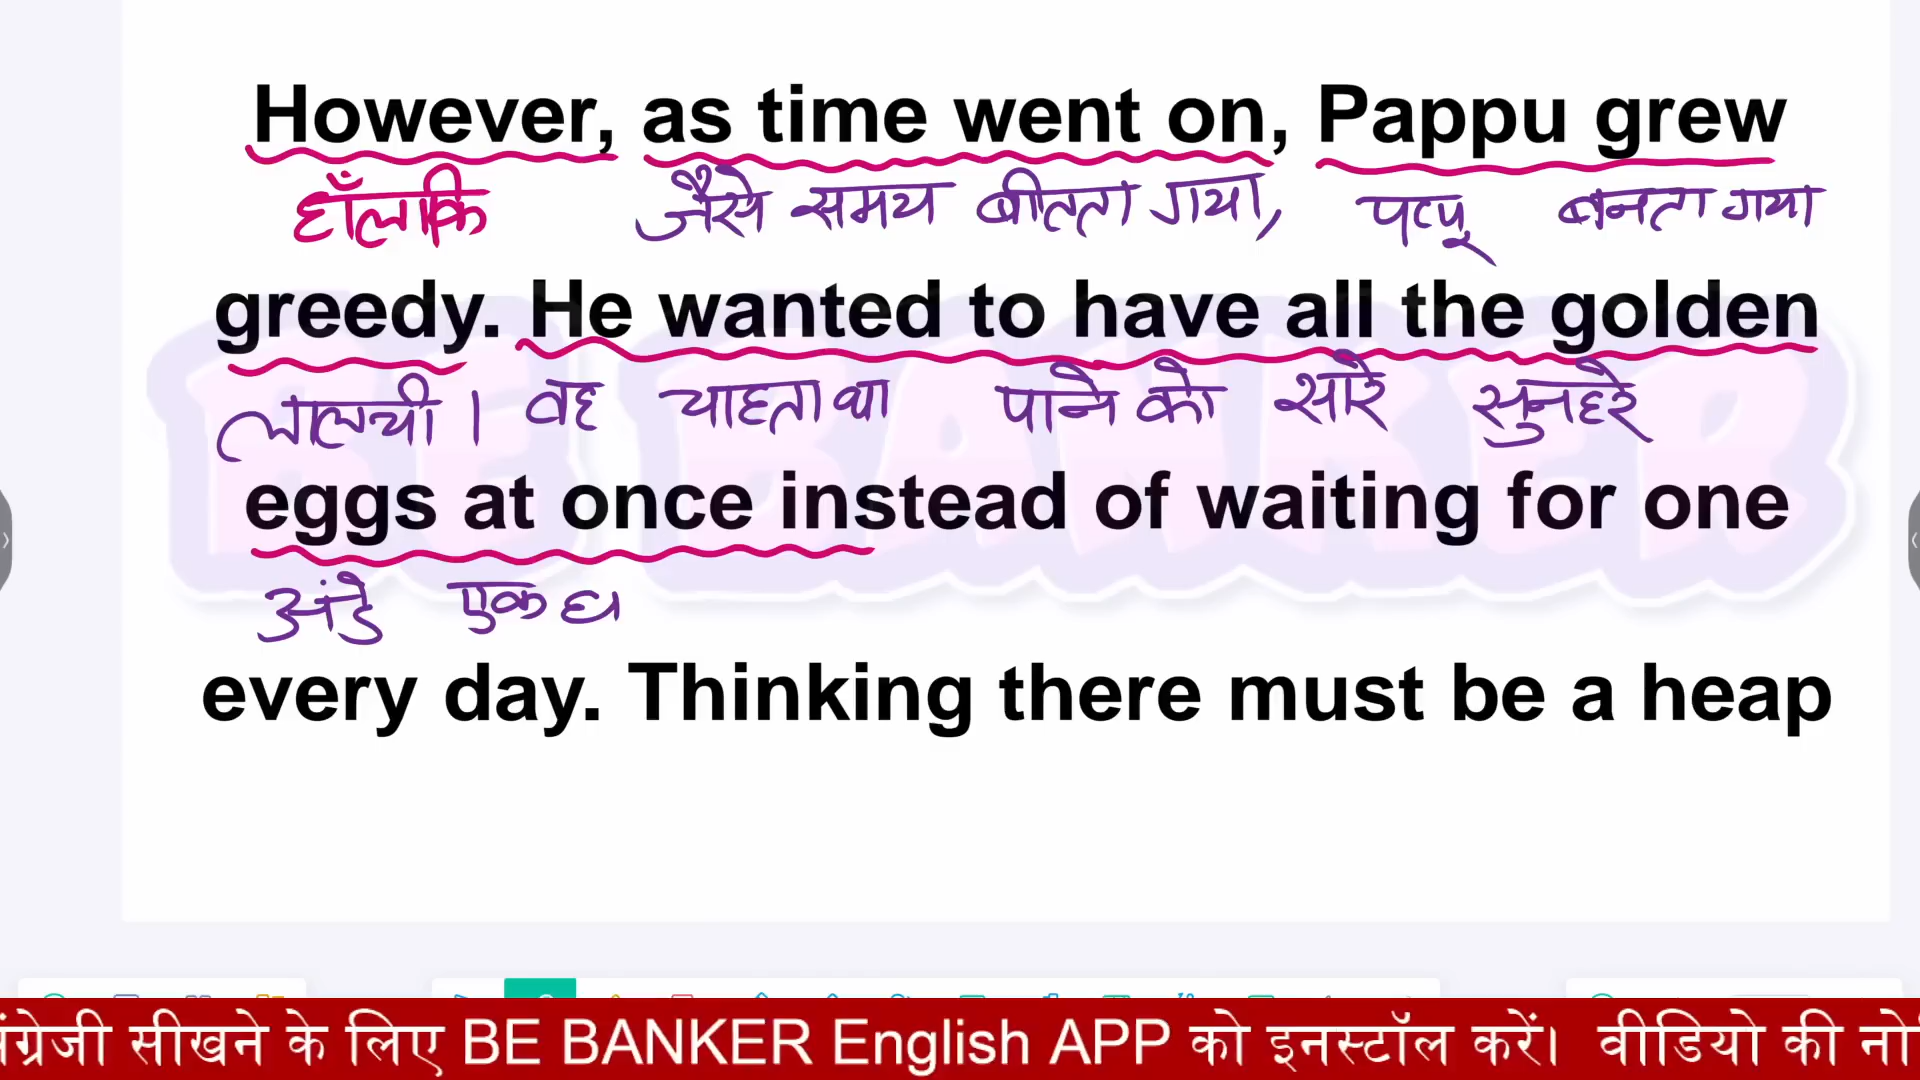 However, as time went on, Pappu grew
हाँलाकि जैसे समय बीतता गया, पप्पू बनता गया
greedy. He wanted to have all the golden
लालची। वह चाहता था पाने को सारे सुनहरे
eggs at once instead of waiting for one
अंडे एक
every day. Thinking there must be a heap
BE BANKER
अंग्रेजी सीखने के लिए BE BANKER English APP को इनस्टॉल करें। वीडियो की